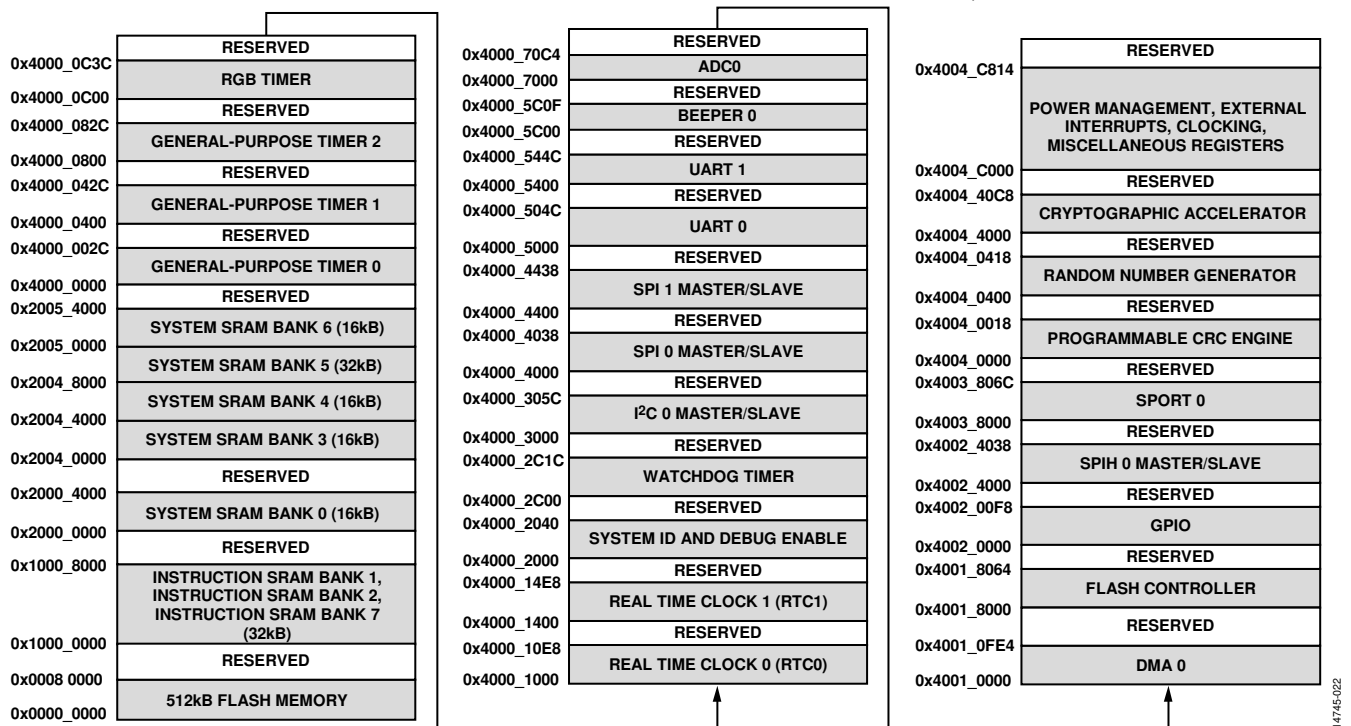 RESERVED
0x4000_0C3C
RGB TIMER
0x4000_0C00
RESERVED
0x4000_082C
GENERAL-PURPOSE TIMER 2
0x4000_0800
RESERVED
0x4000_042C
GENERAL-PURPOSE TIMER 1
0x4000_0400
RESERVED
0x4000_002C
GENERAL-PURPOSE TIMER 0
0x4000_0000
RESERVED
0x2005_4000
SYSTEM SRAM BANK 6 (16kB)
0x2005_0000
SYSTEM SRAM BANK 5 (32kB)
0x2004_8000
SYSTEM SRAM BANK 4 (16kB)
0x2004_4000
SYSTEM SRAM BANK 3 (16kB)
0x2004_0000
RESERVED
0x2000_4000
SYSTEM SRAM BANK 0 (16kB)
0x2000_0000
RESERVED
0x1000_8000
INSTRUCTION SRAM BANK 1,
INSTRUCTION SRAM BANK 2,
INSTRUCTION SRAM BANK 7
(32kB)
0x1000_0000
RESERVED
0x0008 0000
512kB FLASH MEMORY
0x0000_0000
RESERVED
0x4000_70C4
ADC0
0x4000_7000
RESERVED
0x4000_5C0F
BEEPER 0
0x4000_5C00
RESERVED
0x4000_544C
UART 1
0x4000_5400
RESERVED
0x4000_504C
UART 0
0x4000_5000
RESERVED
0x4000_4438
SPI 1 MASTER/SLAVE
0x4000_4400
RESERVED
0x4000_4038
SPI 0 MASTER/SLAVE
0x4000_4000
RESERVED
0x4000_305C
I2C 0 MASTER/SLAVE
0x4000_3000
RESERVED
0x4000_2C1C
WATCHDOG TIMER
0x4000_2C00
RESERVED
0x4000_2040
SYSTEM ID AND DEBUG ENABLE
0x4000_2000
RESERVED
0x4000_14E8
REAL TIME CLOCK 1 (RTC1)
0x4000_1400
RESERVED
0x4000_10E8
REAL TIME CLOCK 0 (RTC0)
0x4000_1000
RESERVED
0x4004_C814
POWER MANAGEMENT, EXTERNAL
INTERRUPTS, CLOCKING,
MISCELLANEOUS REGISTERS
0x4004_C000
RESERVED
0x4004_40C8
CRYPTOGRAPHIC ACCELERATOR
0x4004_4000
RESERVED
0x4004_0418
RANDOM NUMBER GENERATOR
0x4004_0400
RESERVED
0x4004_0018
PROGRAMMABLE CRC ENGINE
0x4004_0000
RESERVED
0x4003_806C
SPORT 0
0x4003_8000
RESERVED
0x4002_4038
SPIH 0 MASTER/SLAVE
0x4002_4000
RESERVED
0x4002_00F8
GPIO
0x4002_0000
RESERVED
0x4001_8064
FLASH CONTROLLER
0x4001_8000
RESERVED
0x4001_0FE4
DMA 0
0x4001_0000
14745-022